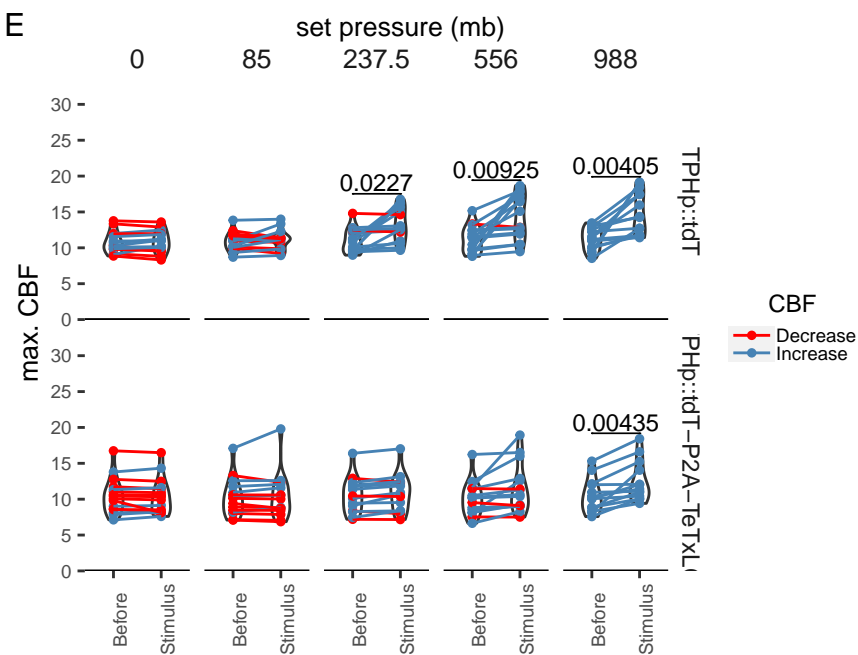 E
set pressure (mb)
0 85 237.5 556 988
max. CBF
30
25
20
15
10
5
0
0.0227
0.00925
0.00405
TPHp::tdT
30
25
20
15
10
5
0
0.00435
PHp::tdT−P2A−TeTxL
CBF
Decrease
Increase
Before
Stimulus
Before
Stimulus
Before
Stimulus
Before
Stimulus
Before
Stimulus